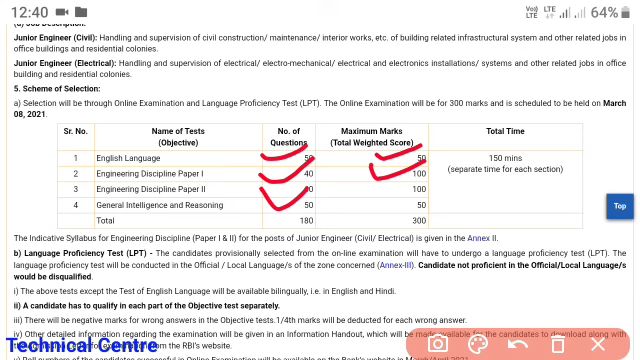 12:40
Vo) LTE LTE 64%
(a) Job Description:
Junior Engineer (Civil): Handling and supervision of civil construction/ maintenance/ interior works, etc. of building related infrastructural system and other related jobs in
office buildings and residential colonies.
Junior Engineer (Electrical): Handling and supervision of electrical/ electro-mechanical/ electrical and electronics installations/ systems and other related jobs in office
building and residential colonies.
5. Scheme of Selection:
a) Selection will be through Online Examination and Language Proficiency Test (LPT). The Online Examination will be for 300 marks and is scheduled to be held on March
08, 2021.
Sr. No. Name of Tests (Objective) No. of Questions Maximum Marks (Total Weighted Score) Total Time
1 English Language 50 50 150 mins
(separate time for each section)
2 Engineering Discipline Paper I 40 100
3 Engineering Discipline Paper II 100
4 General Intelligence and Reasoning 50 50
Total 180 300
Top
The Indicative Syllabus for Engineering Discipline (Paper I & II) for the posts of Junior Engineer (Civil/ Electrical) is given in the Annex II.
b) Language Proficiency Test (LPT) - The candidates provisionally selected from the on-line examination will have to undergo a language proficiency test (LPT). The
language proficiency test will be conducted in the Official / Local Language/s of the zone concerned (Annex-III). Candidate not proficient in the Official/Local Language/s
would be disqualified.
i) The above tests except the Test of English Language will be available bilingually, i.e. in English and Hindi.
ii) A candidate has to qualify in each part of the Objective test separately.
iii) There will be negative marks for wrong answers in the Objective tests.1/4th marks will be deducted for each wrong answer.
iv) Other detailed information regarding the examination will be given in an Information Handout, which will be made available for the candidates to download along with
from the RBI's website.
Technical Centre